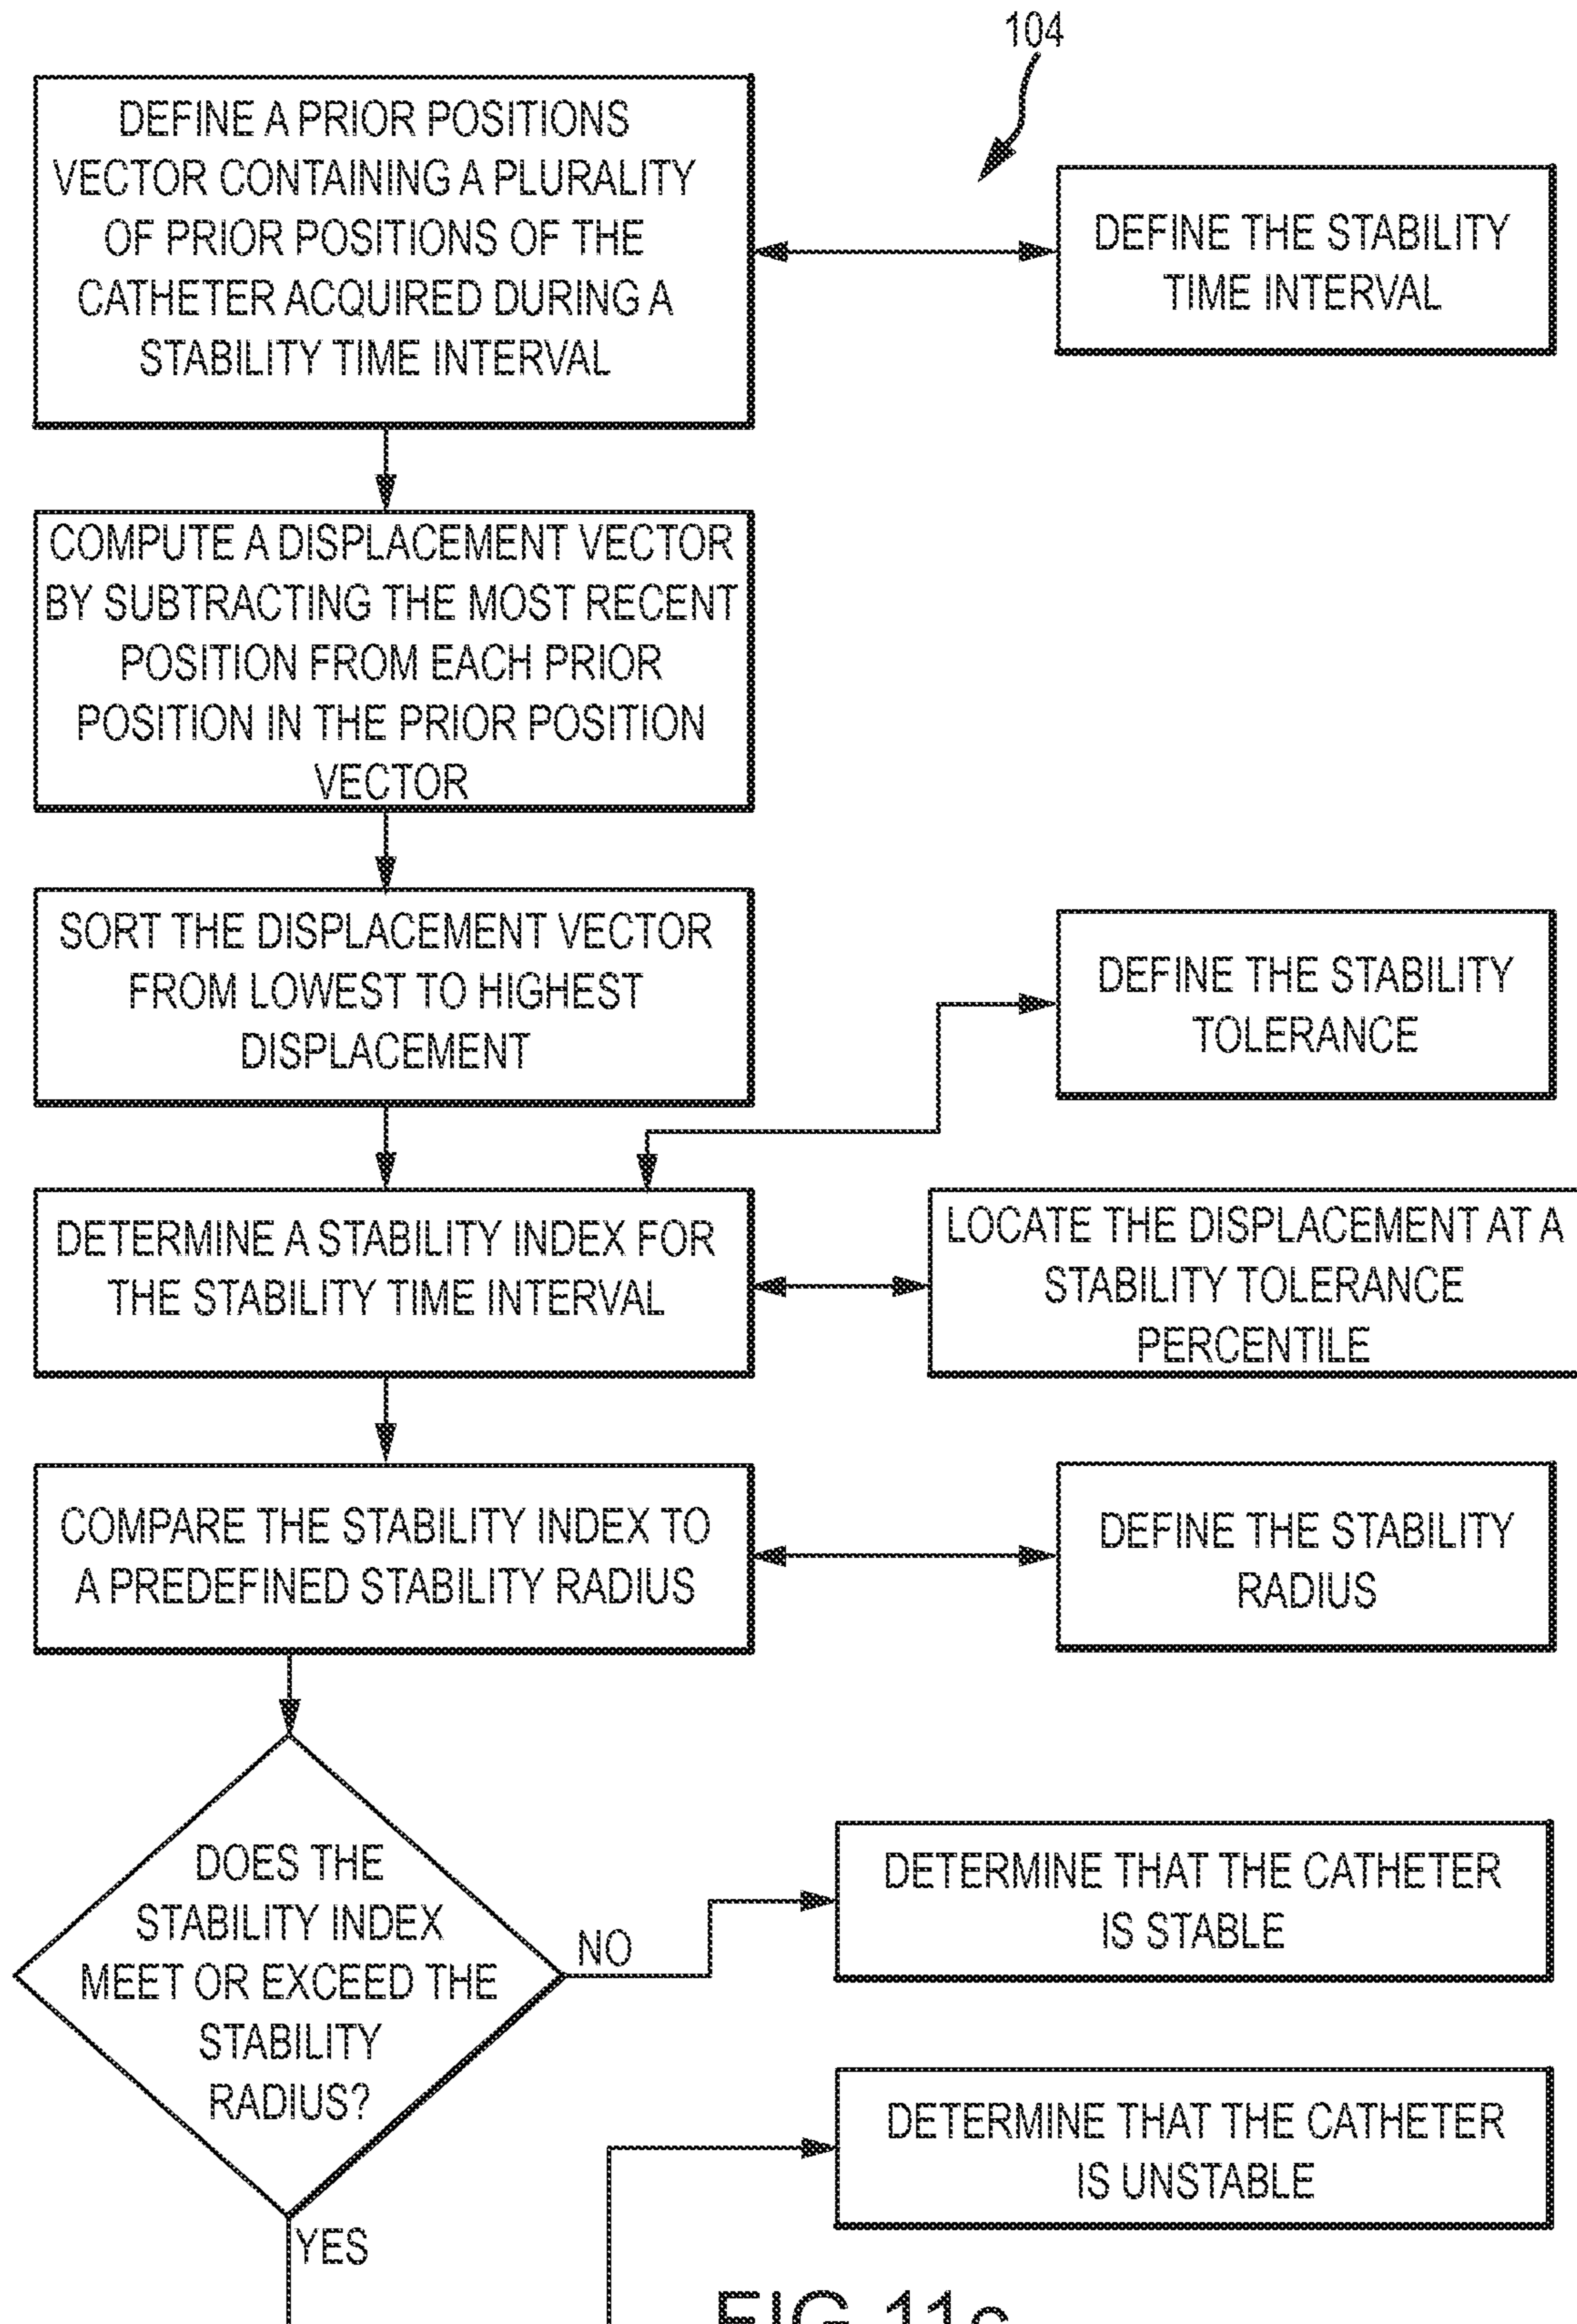 104
DEFINE A PRIOR POSITIONS
VECTOR CONTAINING A PLURALITY
OF PRIOR POSITIONS OF THE
CATHETER ACQUIRED DURING A
STABILITY TIME INTERVAL
DEFINE THE STABILITY
TIME INTERVAL
COMPUTE A DISPLACEMENT VECTOR
BY SUBTRACTING THE MOST RECENT
POSITION FROM EACH PRIOR
POSITION IN THE PRIOR POSITION
VECTOR
SORT THE DISPLACEMENT VECTOR
FROM LOWEST TO HIGHEST
DISPLACEMENT
DEFINE THE STABILITY
TOLERANCE
DETERMINE A STABILITY INDEX FOR
THE STABILITY TIME INTERVAL
LOCATE THE DISPLACEMENT AT A
STABILITY TOLERANCE
PERCENTILE
COMPARE THE STABILITY INDEX TO
A PREDEFINED STABILITY RADIUS
DEFINE THE STABILITY
RADIUS
DOES THE
STABILITY INDEX
MEET OR EXCEED THE
STABILITY
RADIUS?
NO
DETERMINE THAT THE CATHETER
IS STABLE
DETERMINE THAT THE CATHETER
IS UNSTABLE
YES
FIG.11c